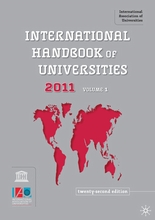 International
Association of
Universities
INTERNATIONAL
HANDBOOK OF
UNIVERSITIES
2011 VOLUME 3
twenty-second edition